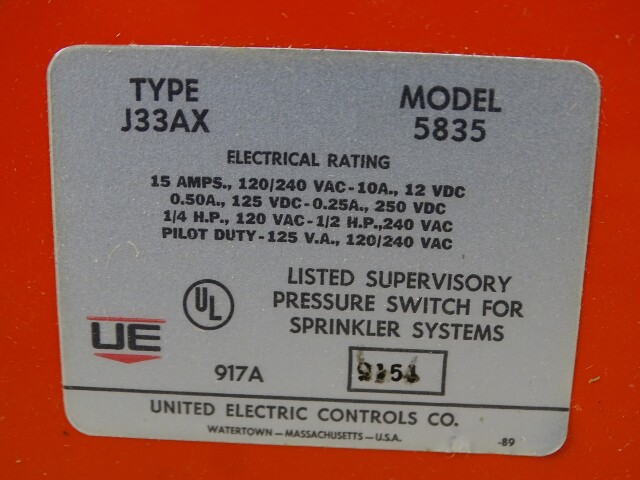 TYPE
J33AX
MODEL
5835
ELECTRICAL RATING
15 AMPS., 120/240 VAC-10A., 12 VDC
0.50A., 125 VDC-0.25A., 250 VDC
1/4 H.P., 120 VAC-1/2 H.P.,240 VAC
PILOT DUTY-125 V.A., 120/240 VAC
UL
LISTED SUPERVISORY
PRESSURE SWITCH FOR
SPRINKLER SYSTEMS
UE
917A
UNITED ELECTRIC CONTROLS CO.
WATERTOWN — MASSACHUSETTS — U.S.A.
-89